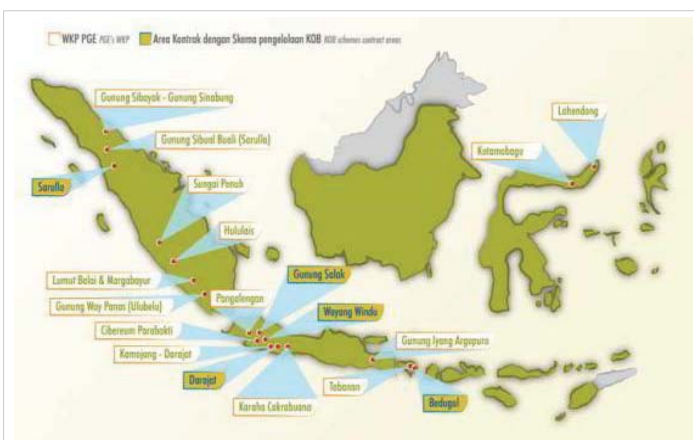 WKP PGE PGE's WKP
Area Kontrak dengan Skema pengelolaan KOB KOB schemes contract areas
Gunung Sibayak - Gunung Sinabung
Gunung Sibual Buali (Sarulla)
Sarulla
Sungai Penuh
Hululais
Lumut Balai & Margabayur
Gunung Way Panas (Ulubelu)
Pangalengan
Cibereum Parabakti
Kamojang - Darajat
Darajat
Karaha Cakrabuana
Gunung Salak
Wayang Windu
Gunung Iyang Argopuro
Tabanan
Bedugul
Kotamobagu
Lahendong